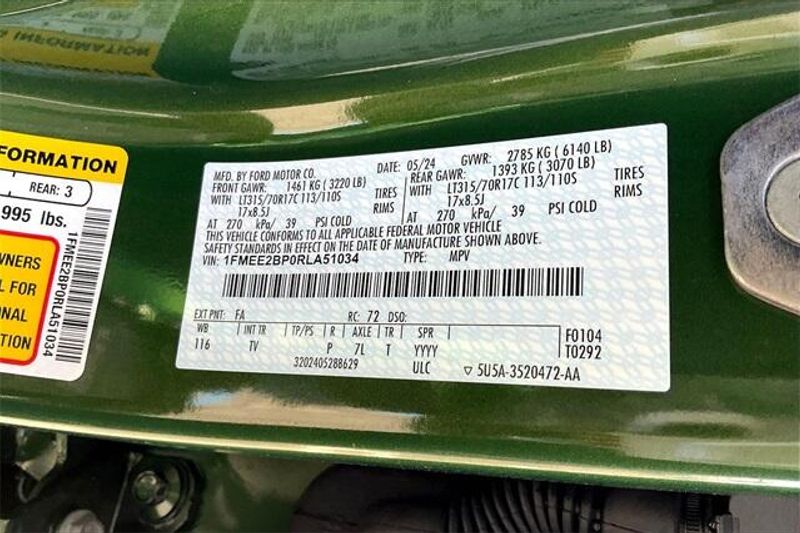 G INFORMATION
FORMATION
REAR: 3
995 lbs.
WNERS
L FOR
ONAL
TION
1FMEE2BP0RLA51034
MFD. BY FORD MOTOR CO.
DATE: 05/24 GVWR: 2785 KG ( 6140 LB)
FRONT GAWR: 1461 KG ( 3220 LB)
WITH LT315/70R17C 113/110S TIRES
17x8.5J RIMS
AT 270 kPa/ 39 PSI COLD
REAR GAWR: 1393 KG ( 3070 LB)
WITH LT315/70R17C 113/110S TIRES
17x8.5J RIMS
AT 270 kPa/ 39 PSI COLD
THIS VEHICLE CONFORMS TO ALL APPLICABLE FEDERAL MOTOR VEHICLE
SAFETY STANDARDS IN EFFECT ON THE DATE OF MANUFACTURE SHOWN ABOVE.
VIN: 1FMEE2BP0RLA51034 TYPE: MPV
EXT PNT: FA RC: 72 DSO:
WB INT TR TP/PS R AXLE TR SPR
116 TV P 7L T YYYY
3202405288629 ULC
F0104
T0292
▽ 5U5A-3520472-AA